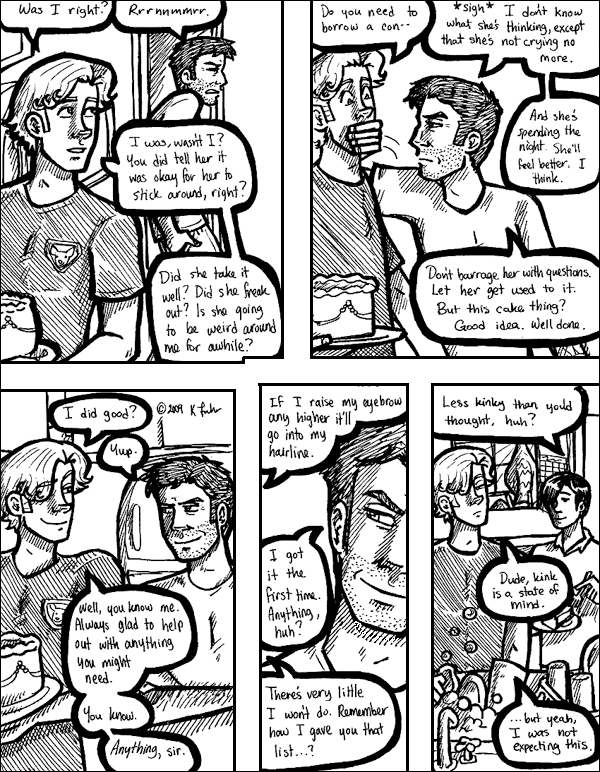 Was I right?
Rrrnnmmrr.
I was, wasn't I?
You did tell her it
was okay for her to
stick around, right?
Did she take it
well? Did she freak
out? Is she going
to be weird around
me for awhile?
Do you need to
borrow a con--
*sigh* I don't know
what she's thinking, except
that she's not crying no
more.
And she's
spending the
night. She'll
feel better. I
think.
Don't barrage her with questions.
Let her get used to it.
But this cake thing?
Good idea. Well done.
I did good?
Yup.
Well, you know me.
Always glad to help
out with anything
you might
need.
You know.
Anything, sir.
If I raise my eyebrow
any higher it'll
go into my
hairline.
I got
it the
first time.
Anything,
huh?
There's very little
I won't do. Remember
how I gave you that
list...?
Less kinky than you'd
thought, huh?
Dude, kink
is a state of
mind.
...but yeah,
I was not
expecting this.